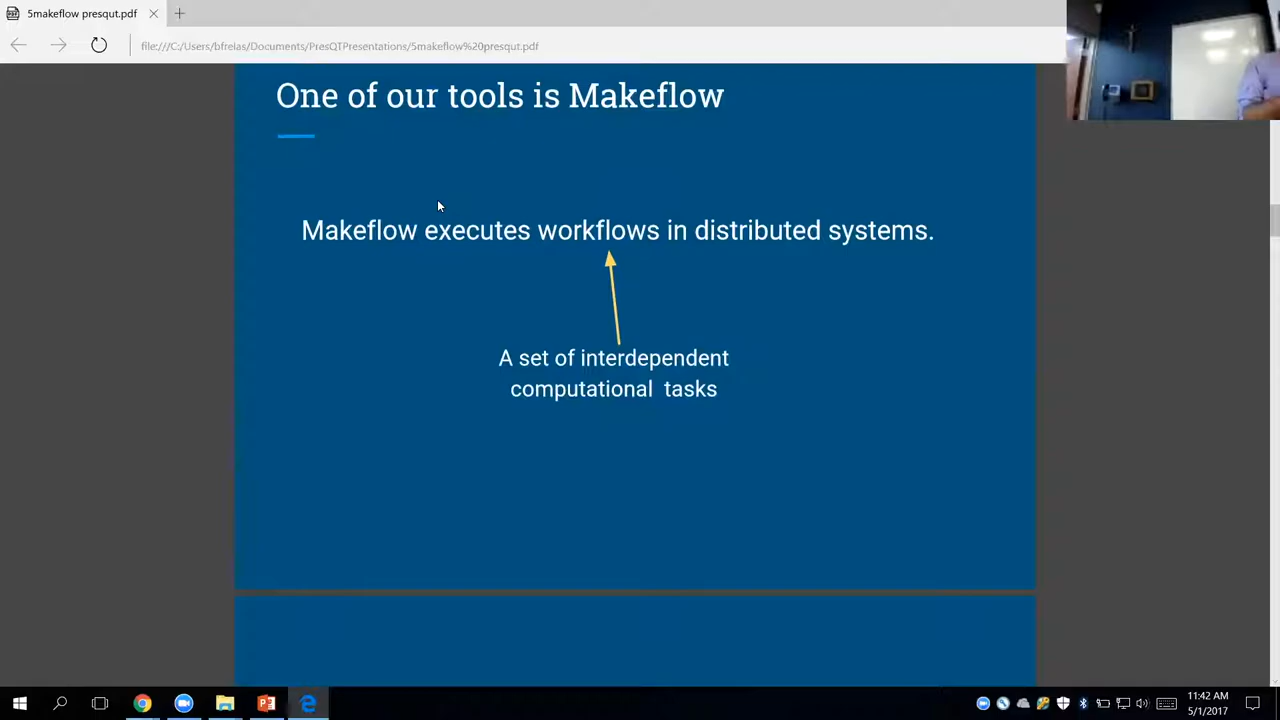 5makeflow presqut.pdf
file:///C:/Users/bfrelas/Documents/PresQTPresentations/5makeflow%20presqut.pdf
One of our tools is Makeflow
Makeflow executes workflows in distributed systems.
A set of interdependent
computational tasks
11:42 AM
5/1/2017